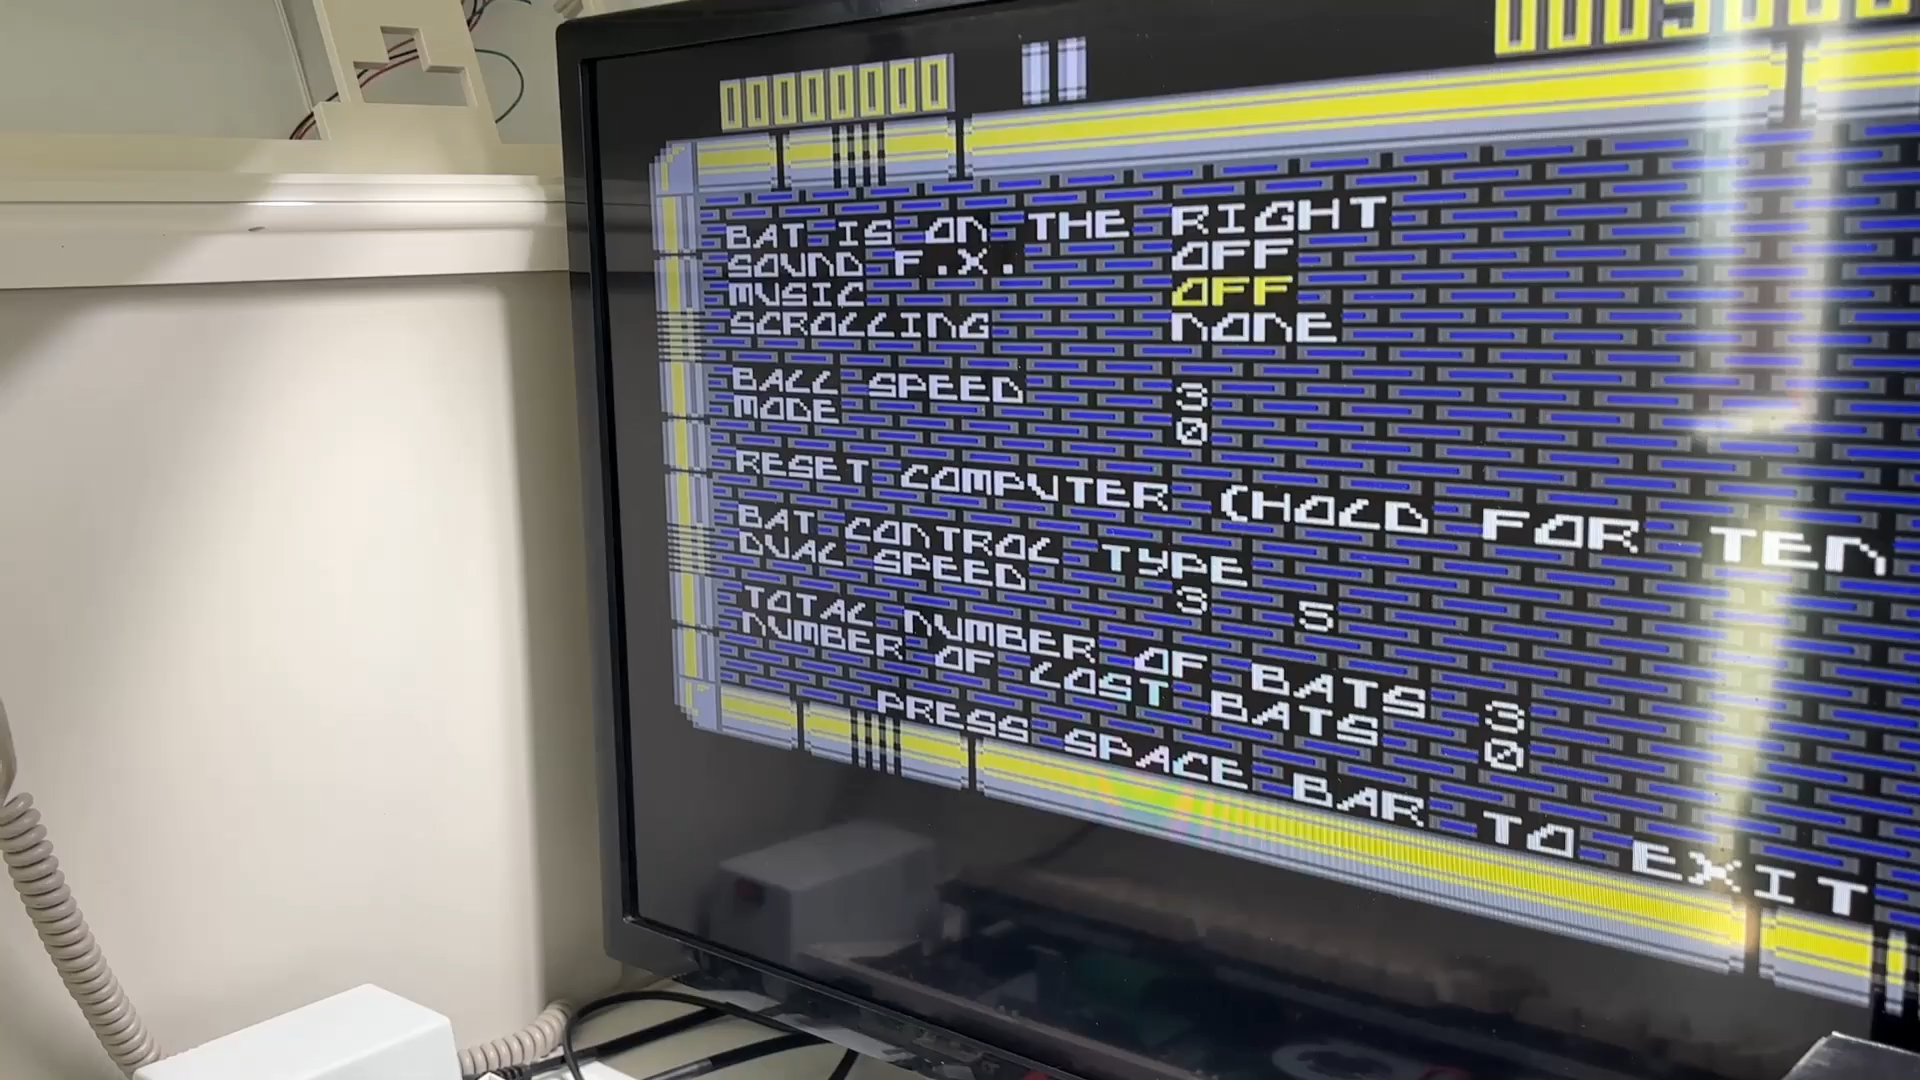 00000000
BAT IS ON THE RIGHT
SOUND F.X. OFF
MUSIC OFF
SCROLLING NONE
BALL SPEED 3
MODE 0
RESET COMPUTER (HOLD FOR TEN
BAT CONTROL TYPE
DUAL SPEED 3 5
TOTAL NUMBER OF BATS 3
NUMBER OF LOST BATS 0
PRESS SPACE BAR TO EXIT